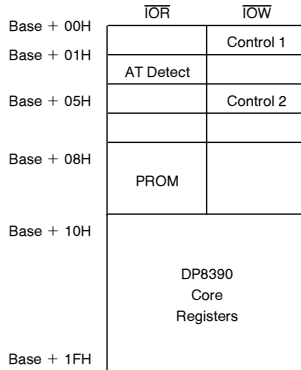 IOR IOW
Base + 00H
Control 1
Base + 01H
AT Detect
Base + 05H Control 2
Base + 08H
PROM
Base + 10H
DP8390
Core
Registers
Base + 1FH